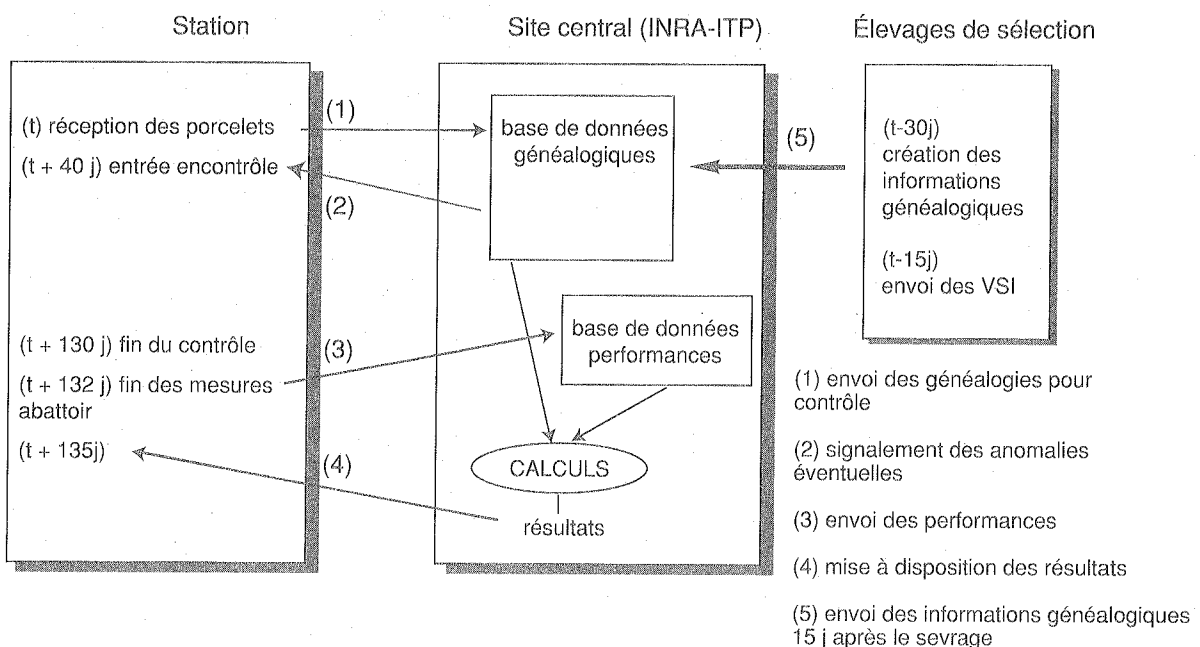 Station
Site central (INRA-ITP)
Élevages de sélection
(t) réception des porcelets
(t + 40 j) entrée encontrôle
(t + 130 j) fin du contrôle
(t + 132 j) fin des mesures
abattoir
(t + 135j)
(1)
(2)
(3)
(4)
base de données
généalogiques
base de données
performances
CALCULS
résultats
(5)
(t-30j)
création des
informations
généalogiques
(t-15j)
envoi des VSI
(1) envoi des généalogies pour
contrôle
(2) signalement des anomalies
éventuelles
(3) envoi des performances
(4) mise à disposition des résultats
(5) envoi des informations généalogiques
15 j après le sevrage